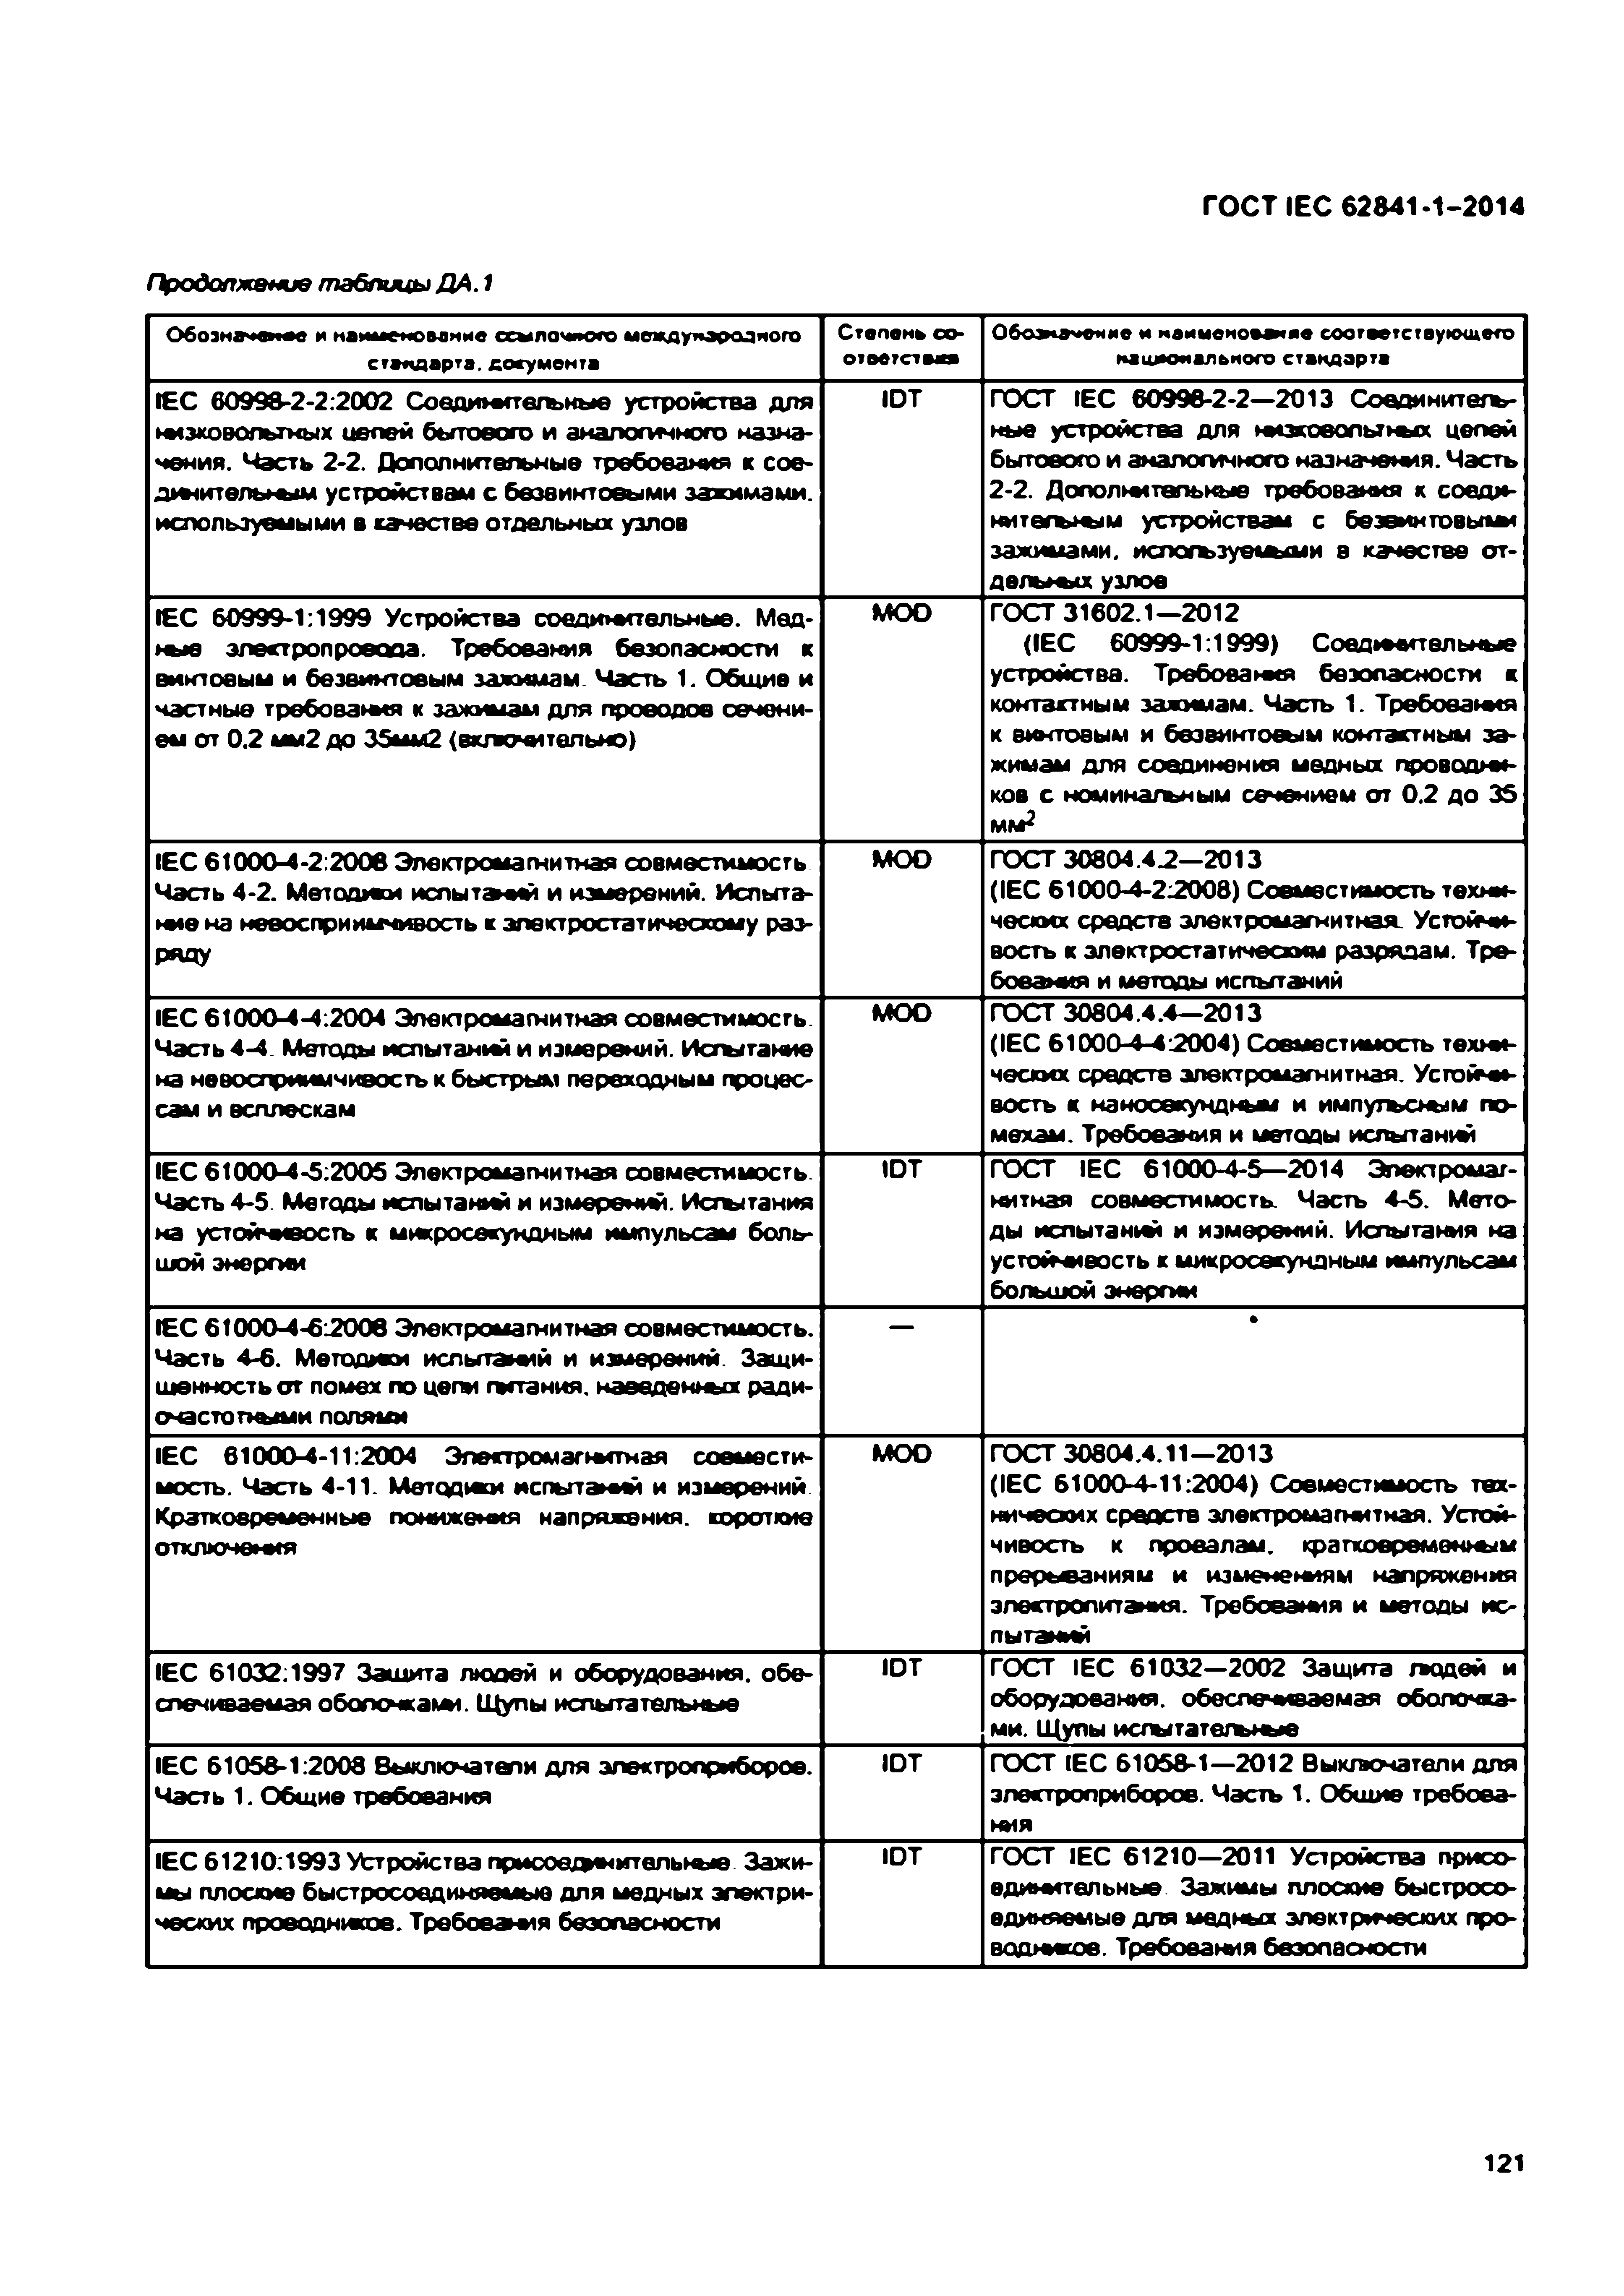 ГОСТ IEC 62841-1–2014
Продолжение таблицы ДА.1
Обозначение и наименование ссылочного международного
стандарта, документа
Степень со-
ответствия
Обозначение и наименование соответствующего
национального стандарта
IEC 60998-2-2:2002 Соединительные устройства для
низковольтных цепей бытового и аналогичного назна-
чения. Часть 2-2. Дополнительные требования к сое-
динительным устройствам с безвинтовыми зажимами,
используемыми в качестве отдельных узлов
IDT
ГОСТ IEC 60998-2-2—2013 Соединитель-
ные устройства для низковольтных цепей
бытового и аналогичного назначения. Часть
2-2. Дополнительные требования к соеди-
нительным устройствам с безвинтовыми
зажимами, используемыми в качестве от-
дельных узлов
IEC 60999-1:1999 Устройства соединительные. Мед-
ные электропровода. Требования безопасности к
винтовым и безвинтовым зажимам. Часть 1. Общие и
частные требования к зажимам для проводов сечени-
ем от 0,2 мм2 до 35мм2 (включительно)
MOD
ГОСТ 31602.1—2012
(IEC 60999-1:1999) Соединительные
устройства. Требования безопасности к
контактным зажимам. Часть 1. Требования
к винтовым и безвинтовым контактным за-
жимам для соединения медных проводни-
ков с номинальным сечением от 0,2 до 35
мм²
IEC 61000-4-2:2008 Электромагнитная совместимость.
Часть 4-2. Методики испытаний и измерений. Испыта-
ние на невосприимчивость к электростатическому раз-
ряду
MOD
ГОСТ 30804.4.2—2013
(IEC 61000-4-2:2008) Совместимость техни-
ческих средств электромагнитная. Устойчи-
вость к электростатическим разрядам. Тре-
бования и методы испытаний
IEC 61000-4-4:2004 Электромагнитная совместимость.
Часть 4-4. Методы испытаний и измерений. Испытание
на невосприимчивость к быстрым переходным процес-
сам и всплескам
MOD
ГОСТ 30804.4.4—2013
(IEC 61000-4-4:2004) Совместимость техни-
ческих средств электромагнитная. Устойчи-
вость к наносекундным и импульсным по-
мехам. Требования и методы испытаний
IEC 61000-4-5:2005 Электромагнитная совместимость.
Часть 4-5. Методы испытаний и измерений. Испытания
на устойчивость к микросекундным импульсам боль-
шой энергии
IDT
ГОСТ IEC 61000-4-5—2014 Электромаг-
нитная совместимость. Часть 4-5. Мето-
ды испытаний и измерений. Испытания на
устойчивость к микросекундным импульсам
большой энергии
IEC 61000-4-6:2008 Электромагнитная совместимость.
Часть 4-6. Методики испытаний и измерений. Защи-
щенность от помех по цепи питания, наведенных ради-
очастотными полями
—
*
IEC 61000-4-11:2004 Электромагнитная совмести-
мость. Часть 4-11. Методики испытаний и измерений.
Кратковременные понижения напряжения, короткие
отключения
MOD
ГОСТ 30804.4.11—2013
(IEC 61000-4-11:2004) Совместимость тех-
нических средств электромагнитная. Устой-
чивость к провалам, кратковременным
прерываниям и изменениям напряжения
электропитания. Требования и методы ис-
пытаний
IEC 61032:1997 Защита людей и оборудования, обе-
спечиваемая оболочками. Щупы испытательные
IDT
ГОСТ IEC 61032—2002 Защита людей и
оборудования, обеспечиваемая оболочка-
ми. Щупы испытательные
IEC 61058-1:2008 Выключатели для электроприборов.
Часть 1. Общие требования
IDT
ГОСТ IEC 61058-1—2012 Выключатели для
электроприборов. Часть 1. Общие требова-
ния
IEC 61210:1993 Устройства присоединительные. Зажи-
мы плоские быстросоединяемые для медных электри-
ческих проводников. Требования безопасности
IDT
ГОСТ IEC 61210—2011 Устройства присо-
единительные. Зажимы плоские быстросо-
единяемые для медных электрических про-
водников. Требования безопасности
121